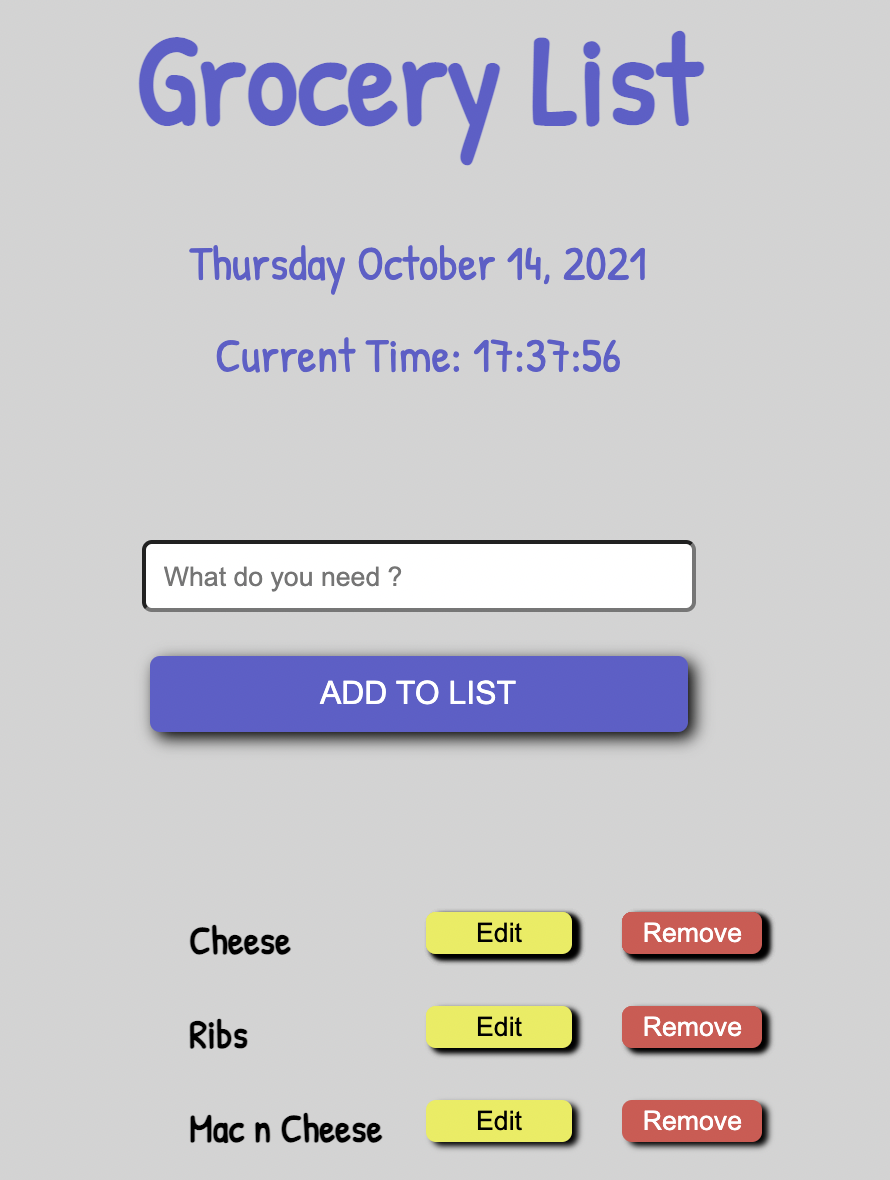 Grocery List
Thursday October 14, 2021
Current Time: 17:37:56
What do you need ?
ADD TO LIST
Cheese Edit Remove
Ribs Edit Remove
Mac n Cheese Edit Remove